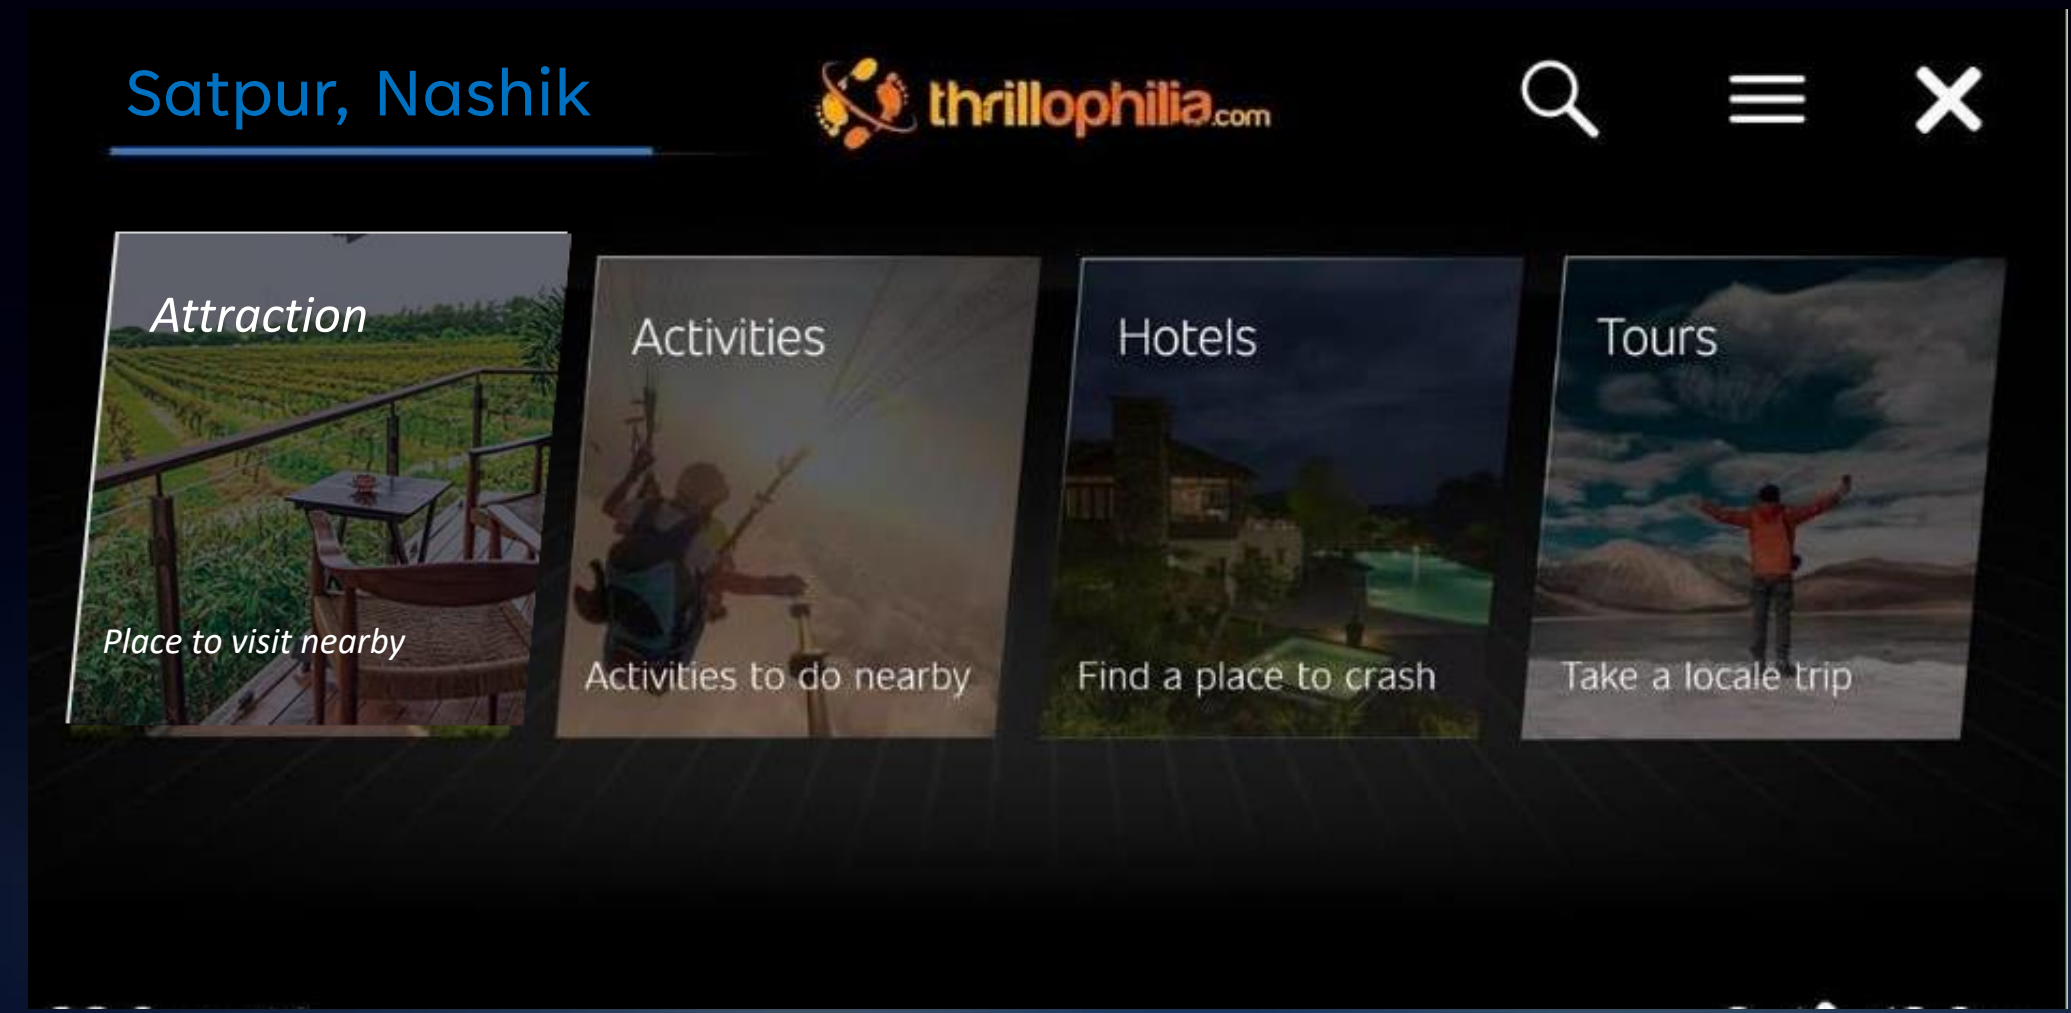 Satpur, Nashik
thrillophilia.com
Attraction
Place to visit nearby
Activities
Activities to do nearby
Hotels
Find a place to crash
Tours
Take a locale trip